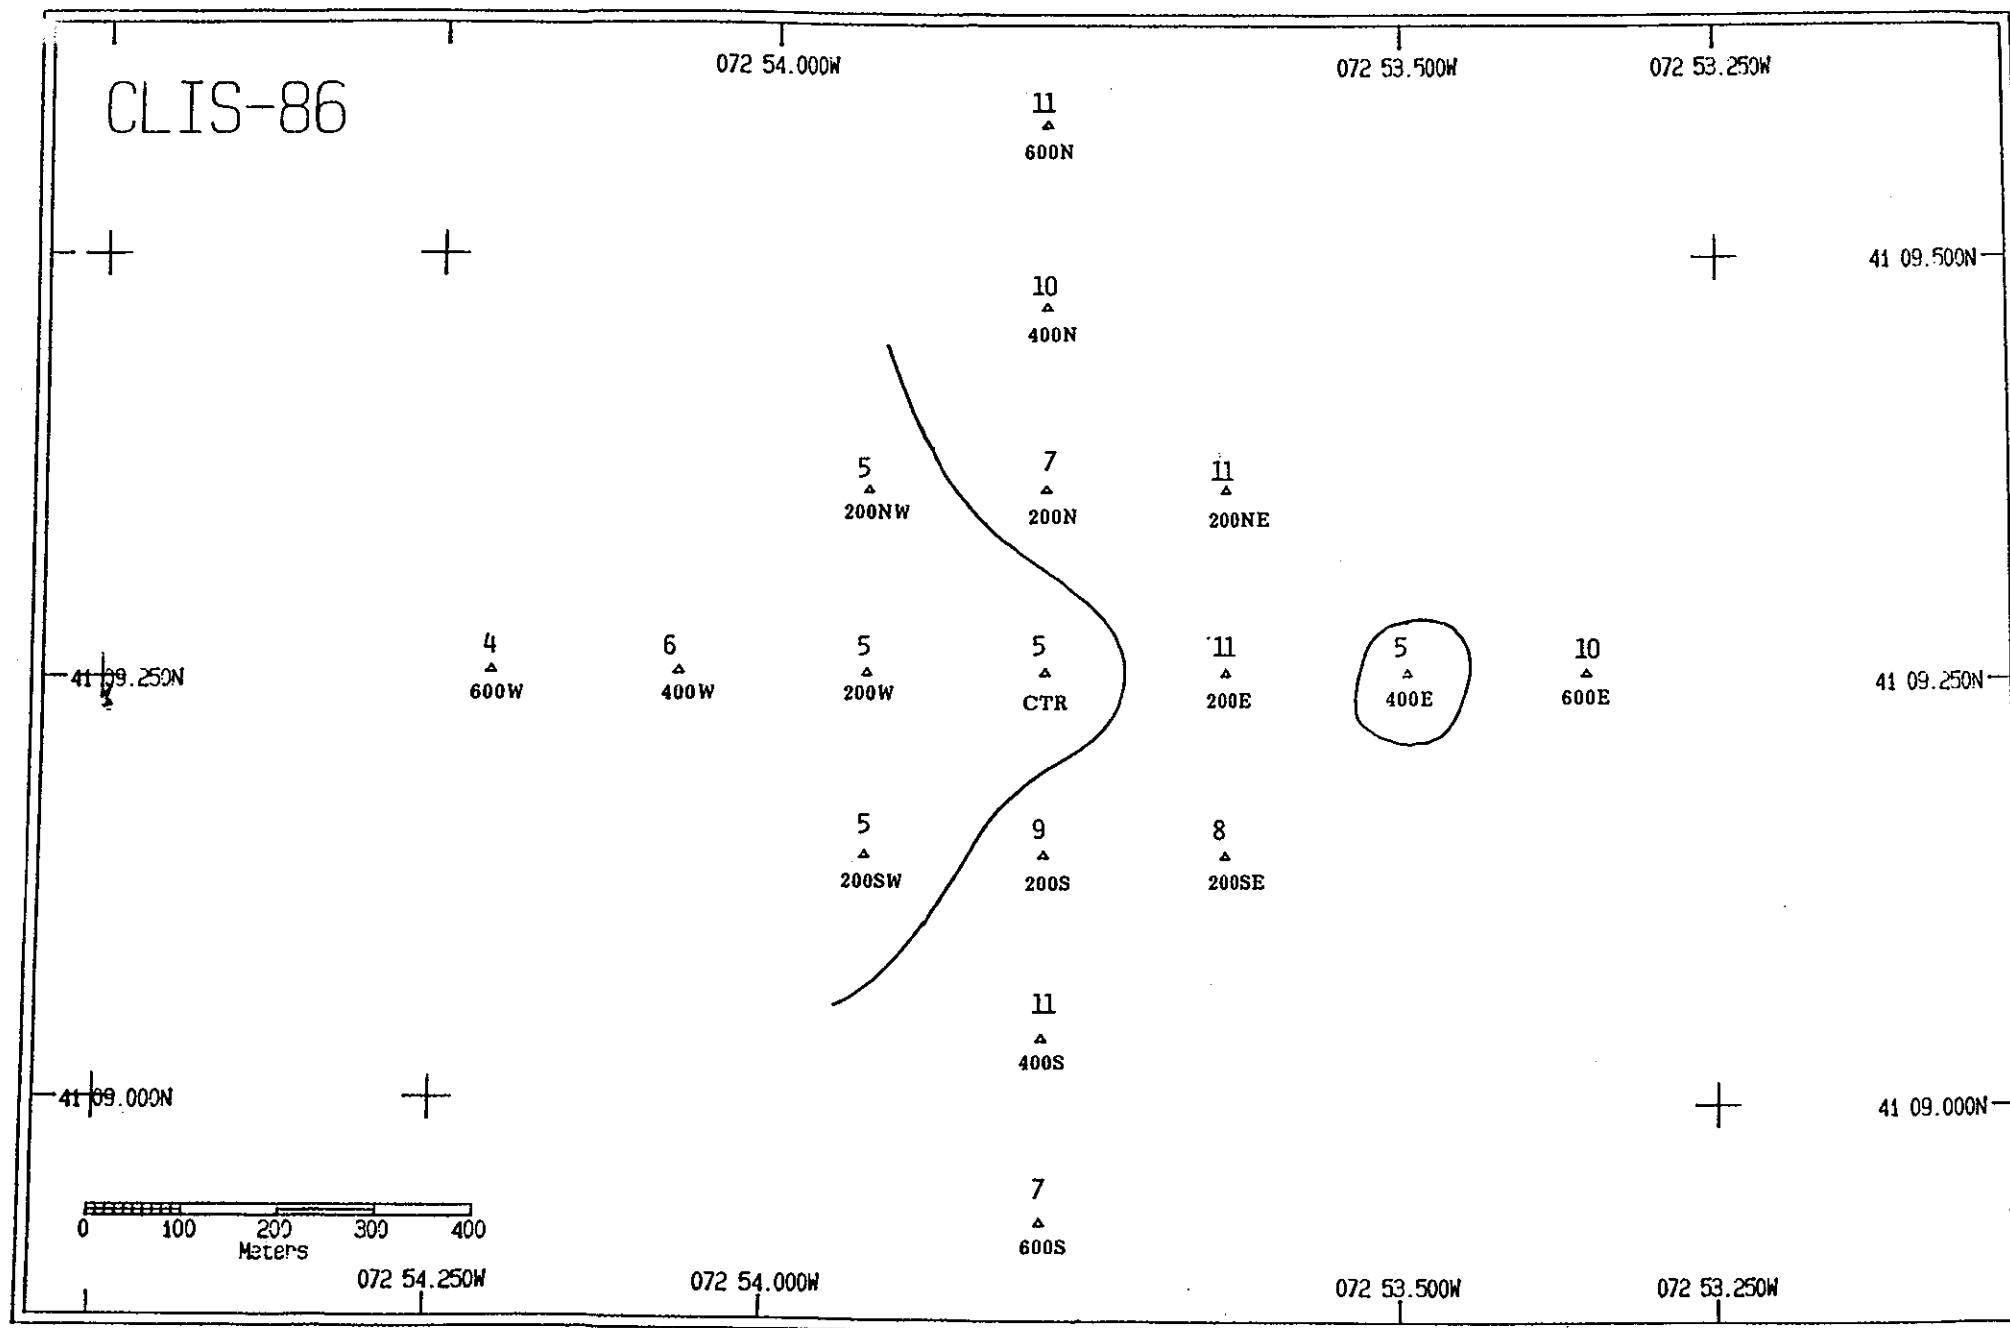 072 54.000W 072 53.500W 072 53.250W
CLIS-86
11
600N
41 09.500N
10
400N
5 7 11
200NW 200N 200NE
4 6 5 5 11 5 10
41 09.250N 600W 400W 200W CTR 200E 400E 600E 41 09.250N
5 9 8
200SW 200S 200SE
11
400S
41 09.000N 41 09.000N
7
600S
0 100 200 300 400
Meters
072 54.250W 072 54.000W 072 53.500W 072 53.250W